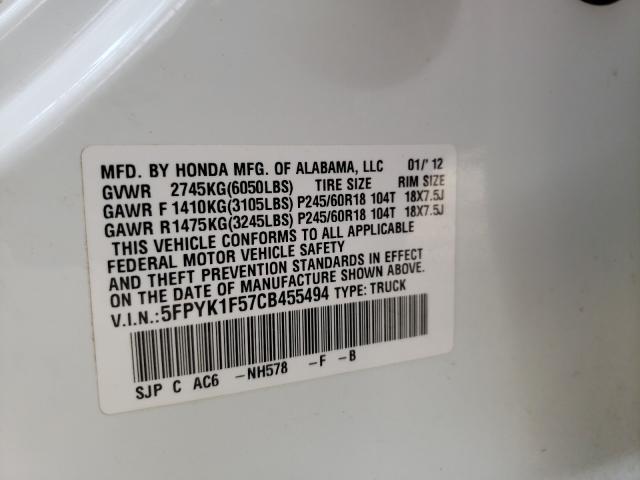 MFD. BY HONDA MFG. OF ALABAMA, LLC 01/'12
GVWR 2745KG(6050LBS) TIRE SIZE RIM SIZE
GAWR F 1410KG(3105LBS) P245/60R18 104T 18X7.5J
GAWR R1475KG(3245LBS) P245/60R18 104T 18X7.5J
THIS VEHICLE CONFORMS TO ALL APPLICABLE
FEDERAL MOTOR VEHICLE SAFETY
AND THEFT PREVENTION STANDARDS IN EFFECT
ON THE DATE OF MANUFACTURE SHOWN ABOVE.
V.I.N.:5FPYK1F57CB455494 TYPE: TRUCK
SJP C AC6 -NH578 -F -B